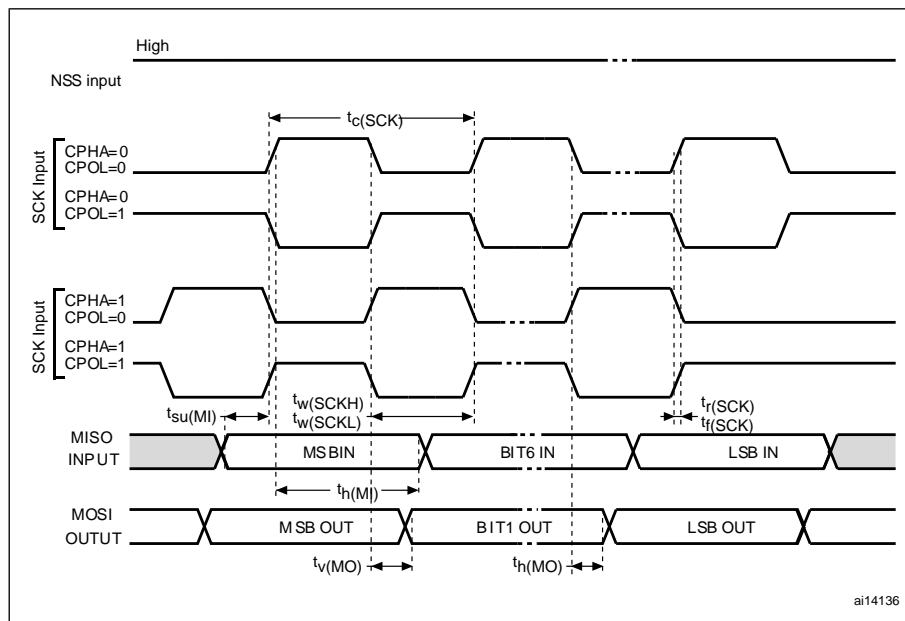 High
NSS input
tc(SCK)
SCK Input
CPHA=0
CPOL=0
CPHA=0
CPOL=1
SCK Input
CPHA=1
CPOL=0
CPHA=1
CPOL=1
tsu(MI)
tw(SCKH)
tw(SCKL)
tr(SCK)
tf(SCK)
MISO
INPUT
MSBIN
BIT6 IN
LSB IN
th(MI)
MOSI
OUTUT
MSB OUT
BIT1 OUT
LSB OUT
tv(MO)
th(MO)
ai14136